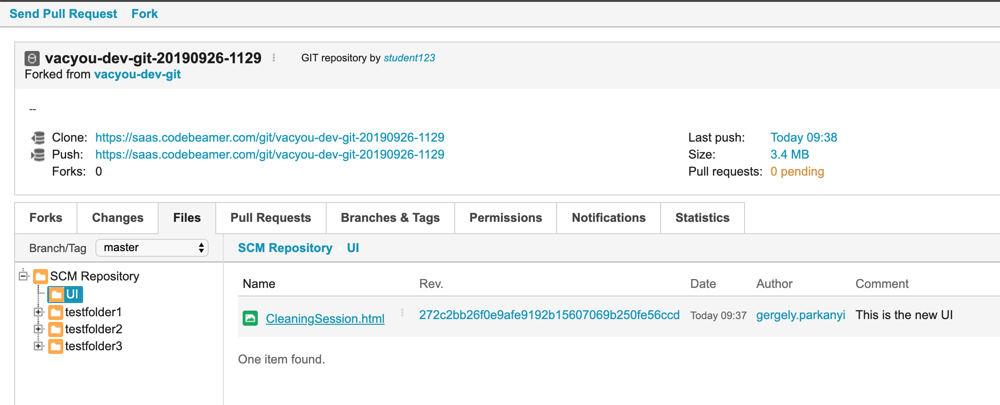 Send Pull Request Fork
vacyou-dev-git-20190926-1129 GIT repository by student123
Forked from vacyou-dev-git
--
Clone: https://saas.codebeamer.com/git/vacyou-dev-git-20190926-1129 Last push: Today 09:38
Push: https://saas.codebeamer.com/git/vacyou-dev-git-20190926-1129 Size: 3.4 MB
Forks: 0 Pull requests: 0 pending
Forks Changes Files Pull Requests Branches & Tags Permissions Notifications Statistics
Branch/Tag master SCM Repository » UI
SCM Repository
UI
testfolder1
testfolder2
testfolder3
Name Rev. Date Author Comment
CleaningSession.html 272c2bb26f0e9afe9192b15607069b250fe56ccd Today 09:37 gergely.parkanyi This is the new UI
One item found.